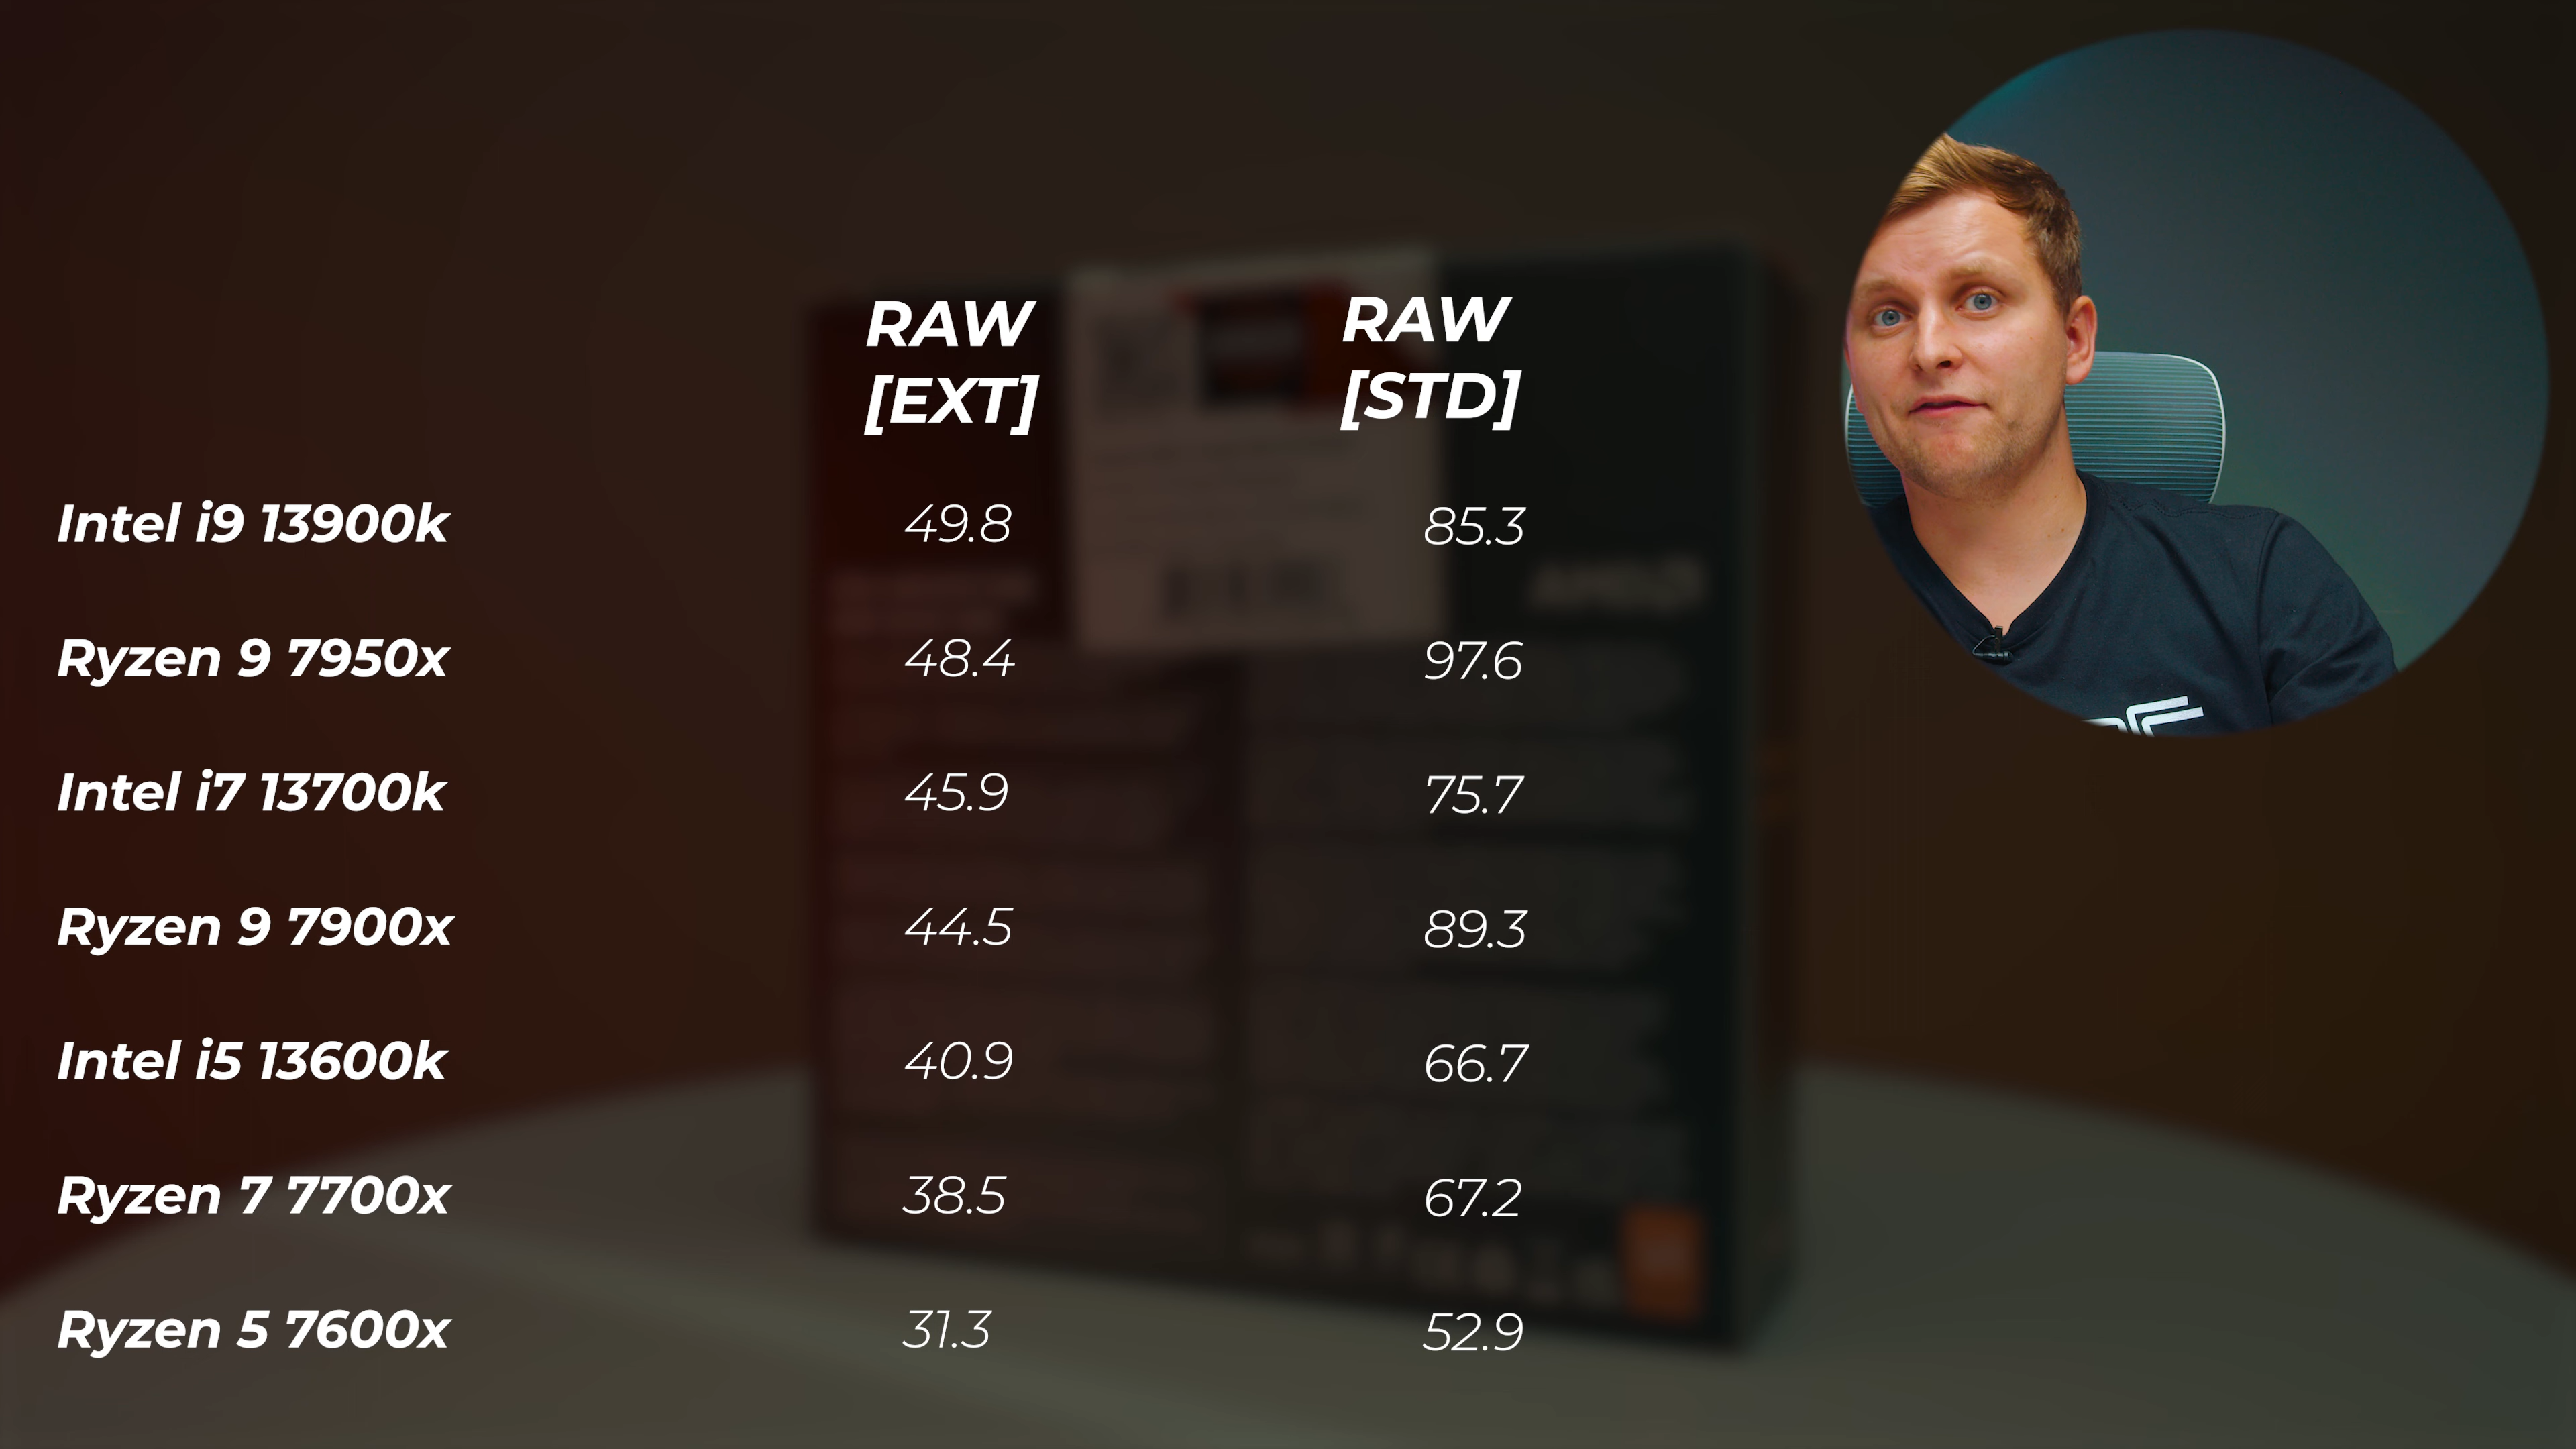 RAW RAW
[EXT] [STD]
Intel i9 13900k 49.8 85.3
Ryzen 9 7950x 48.4 97.6
Intel i7 13700k 45.9 75.7
Ryzen 9 7900x 44.5 89.3
Intel i5 13600k 40.9 66.7
Ryzen 7 7700x 38.5 67.2
Ryzen 5 7600x 31.3 52.9
AMD